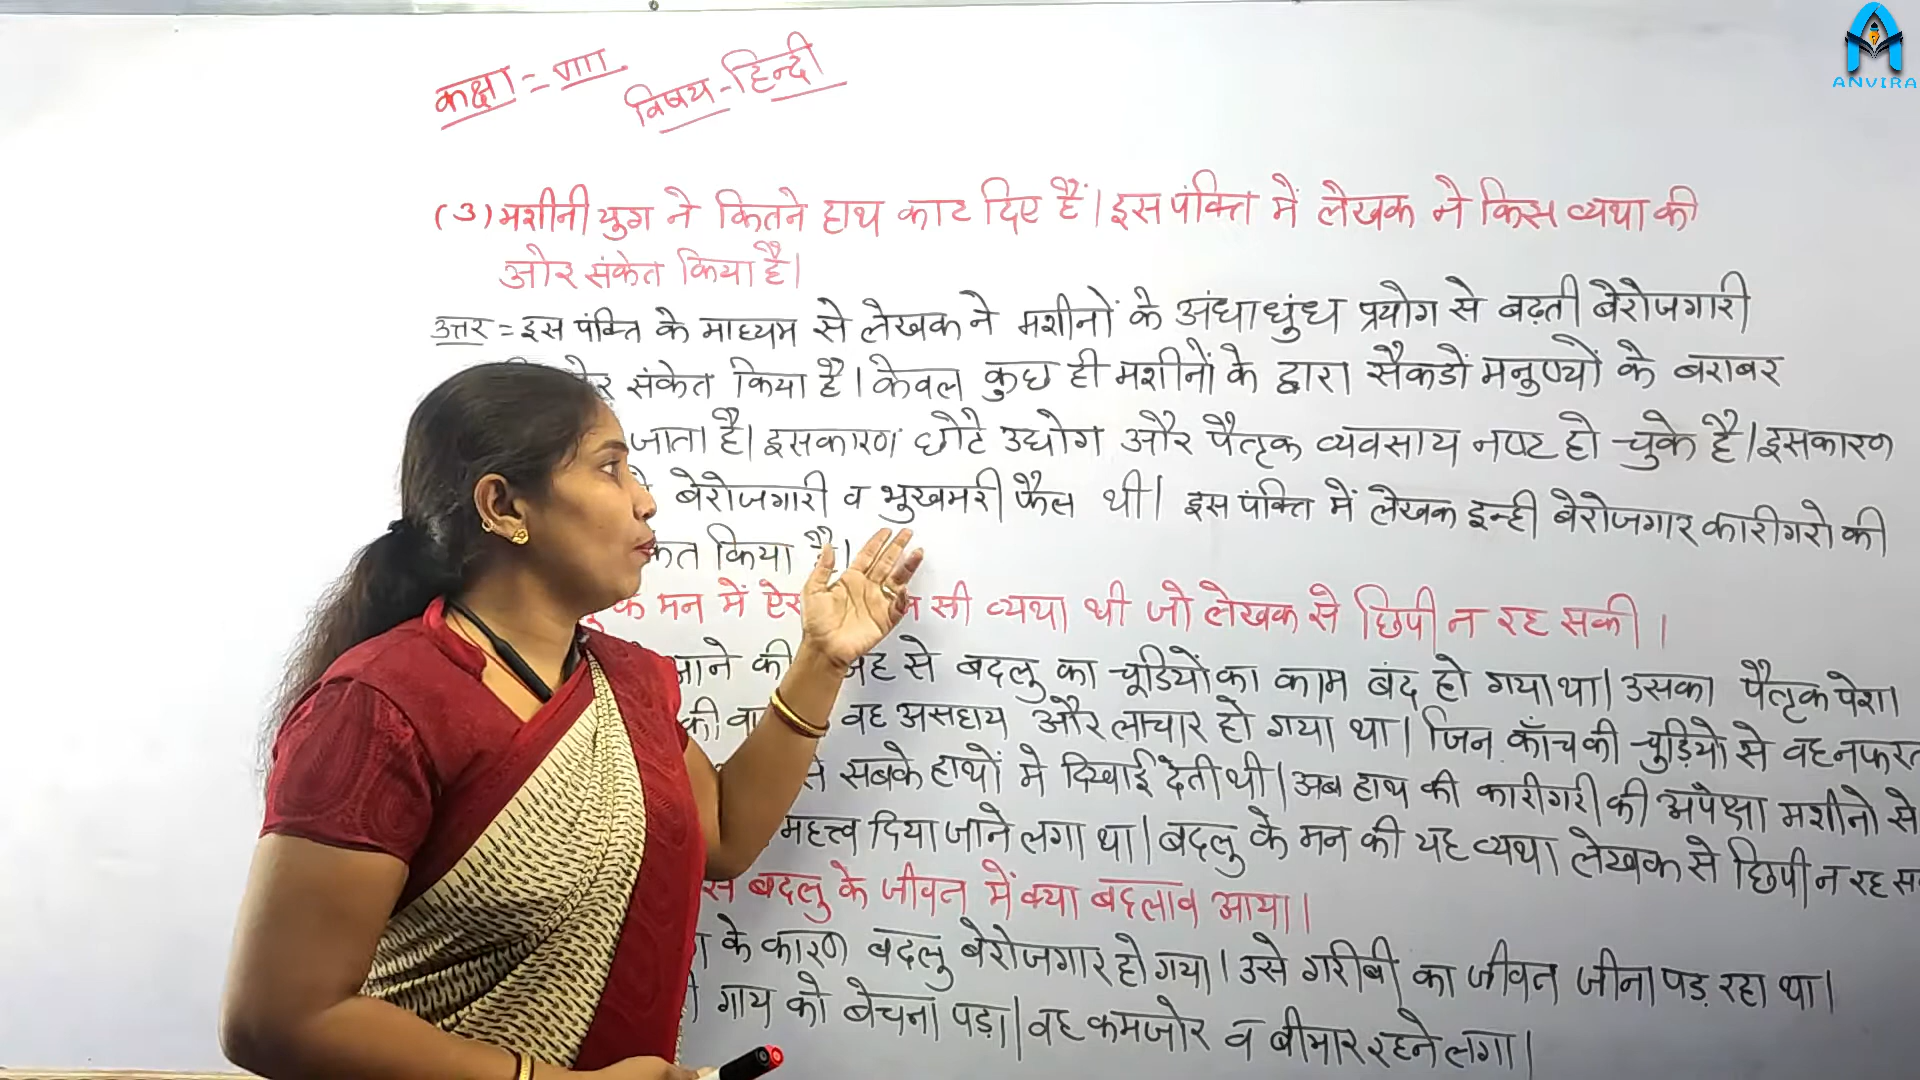 कक्षा = VIII
विषय - हिन्दी
ANVIRA
(3) मशीनी युग ने कितने हाथ काट दिए हैं। इस पंक्ति में लेखक ने किस व्यथा की
ओर संकेत किया है।
उत्तर = इस पंक्ति के माध्यम से लेखक ने मशीनों के अंधाधुंध प्रयोग से बढ़ती बेरोजगारी
संकेत किया है। केवल कुछ ही मशीनों के द्वारा सैकडों मनुष्यों के बराबर
जाता है। इसकारण छोटे उद्योग और पैतृक व्यवसाय नष्ट हो चुके है। इसकारण
बेरोजगारी व भुखमरी फैल थी। इस पंक्ति में लेखक इन्ही बेरोजगार कारीगरो की
किया है।
के मन में सी व्यथा थी जो लेखक से छिपी न रह सकी।
जाने की से बदलु का चूडियों का काम बंद हो गया था। उसका पैतृक पेशा
की वह असहाय और लाचार हो गया था। जिन काँच की चुड़ियो से वह नफरत
सबके हाथों मे दिखाई देती थी। अब हाथ की कारीगरी की अपेक्षा मशीनो से
महत्त्व दिया जाने लगा था। बदलु के मन की यह व्यथा लेखक से छिपी न रह
बदलु के जीवन में क्या बदलाव आया।
के कारण बदलु बेरोजगार हो गया। उसे गरीबी का जीवन जीना पड़ रहा था।
गाय को बेचना पड़ा। वह कमजोर व बीमार रहने लगा।